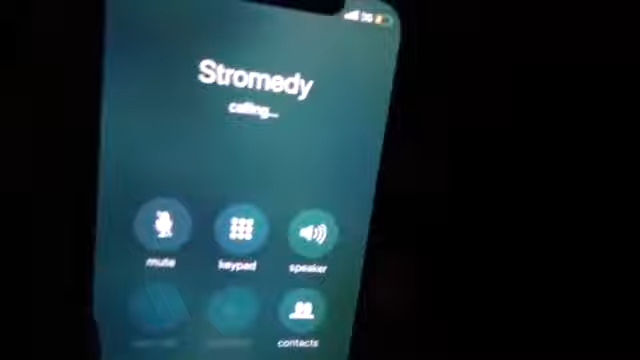 Stromedy
calling...
mute
keypad
speaker
contacts